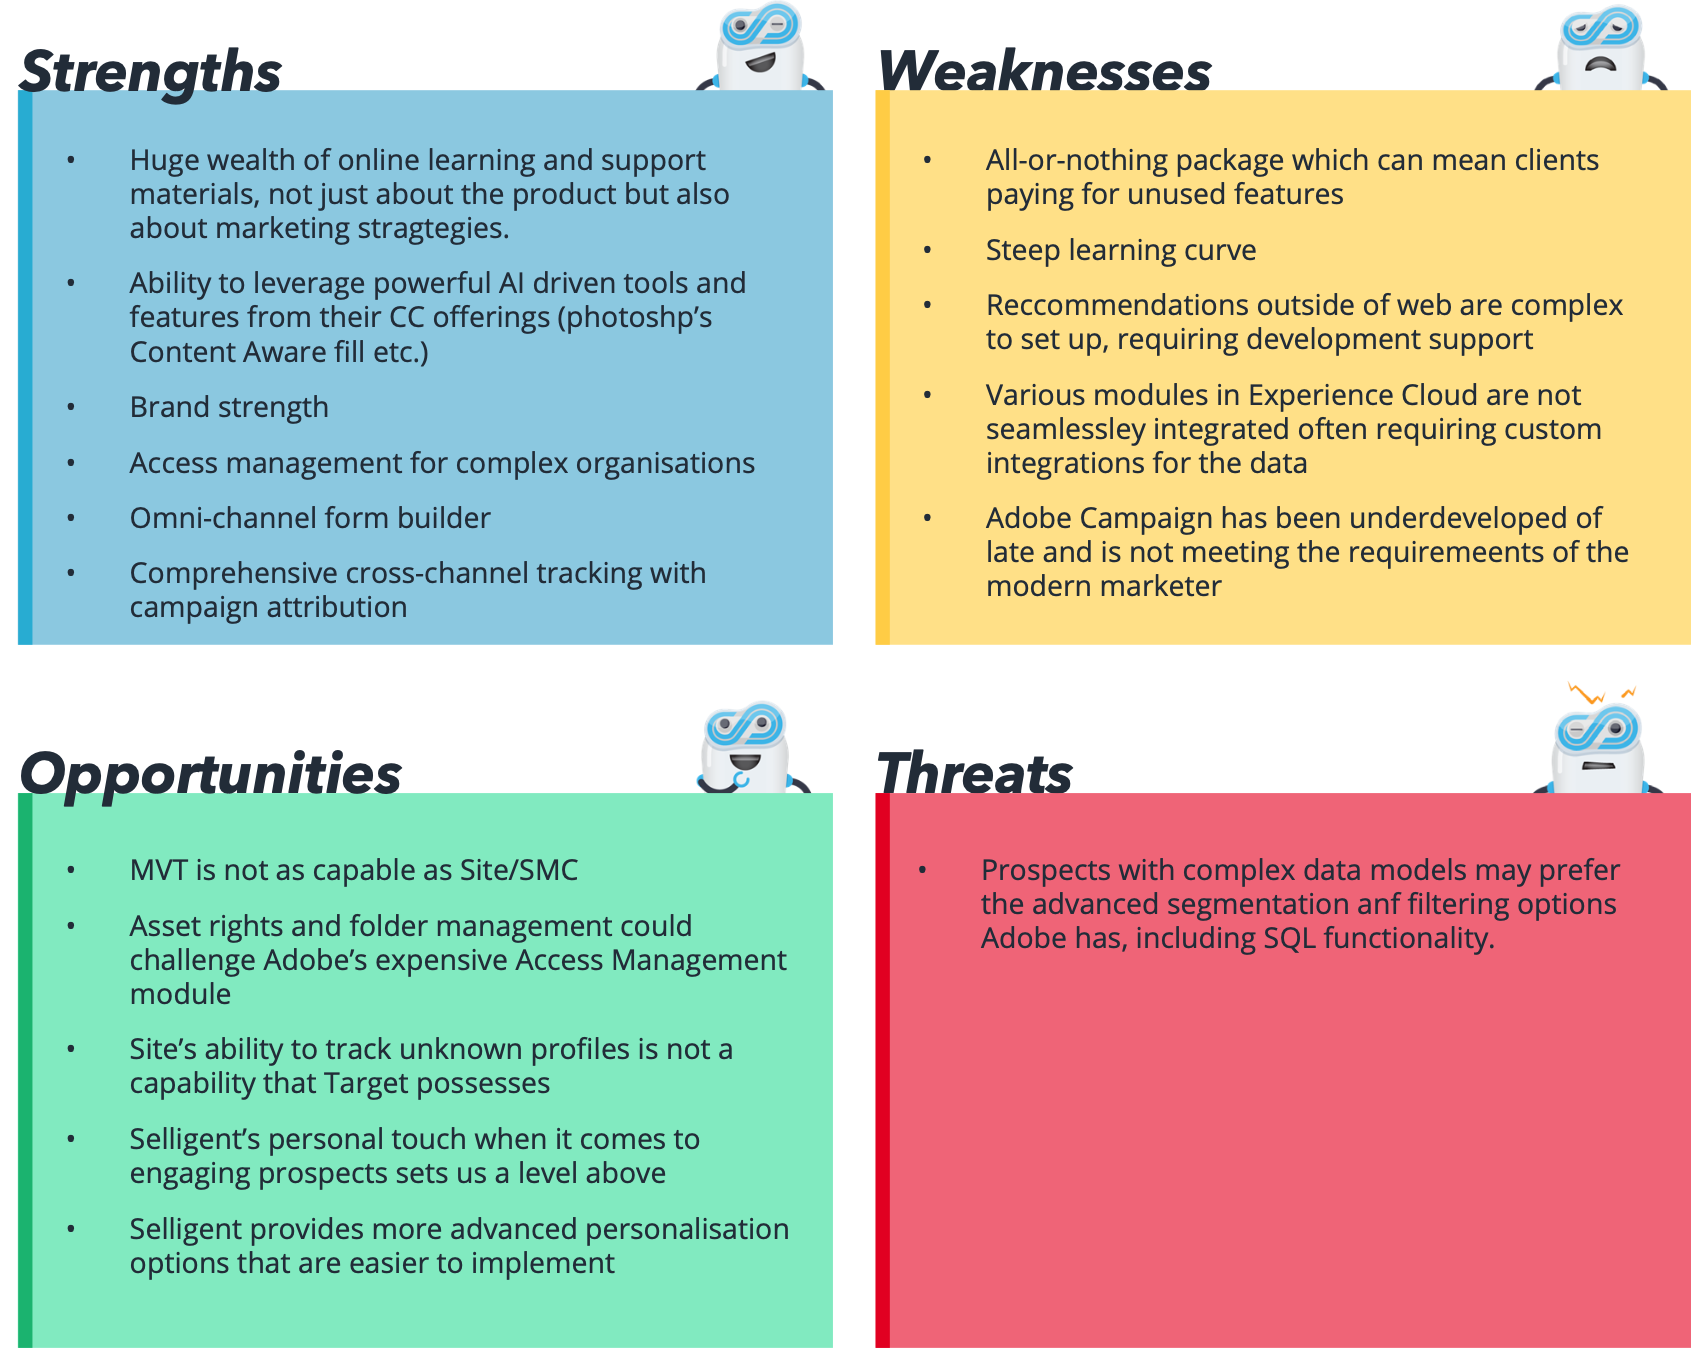 Strengths
• Huge wealth of online learning and support
materials, not just about the product but also
about marketing stragtegies.
• Ability to leverage powerful AI driven tools and
features from their CC offerings (photoshp’s
Content Aware fill etc.)
• Brand strength
• Access management for complex organisations
• Omni-channel form builder
• Comprehensive cross-channel tracking with
campaign attribution
Weaknesses
• All-or-nothing package which can mean clients
paying for unused features
• Steep learning curve
• Reccommendations outside of web are complex
to set up, requiring development support
• Various modules in Experience Cloud are not
seamlessley integrated often requiring custom
integrations for the data
• Adobe Campaign has been underdeveloped of
late and is not meeting the requiremeents of the
modern marketer
Opportunities
• MVT is not as capable as Site/SMC
• Asset rights and folder management could
challenge Adobe’s expensive Access Management
module
• Site’s ability to track unknown profiles is not a
capability that Target possesses
• Selligent’s personal touch when it comes to
engaging prospects sets us a level above
• Selligent provides more advanced personalisation
options that are easier to implement
Threats
• Prospects with complex data models may prefer
the advanced segmentation anf filtering options
Adobe has, including SQL functionality.